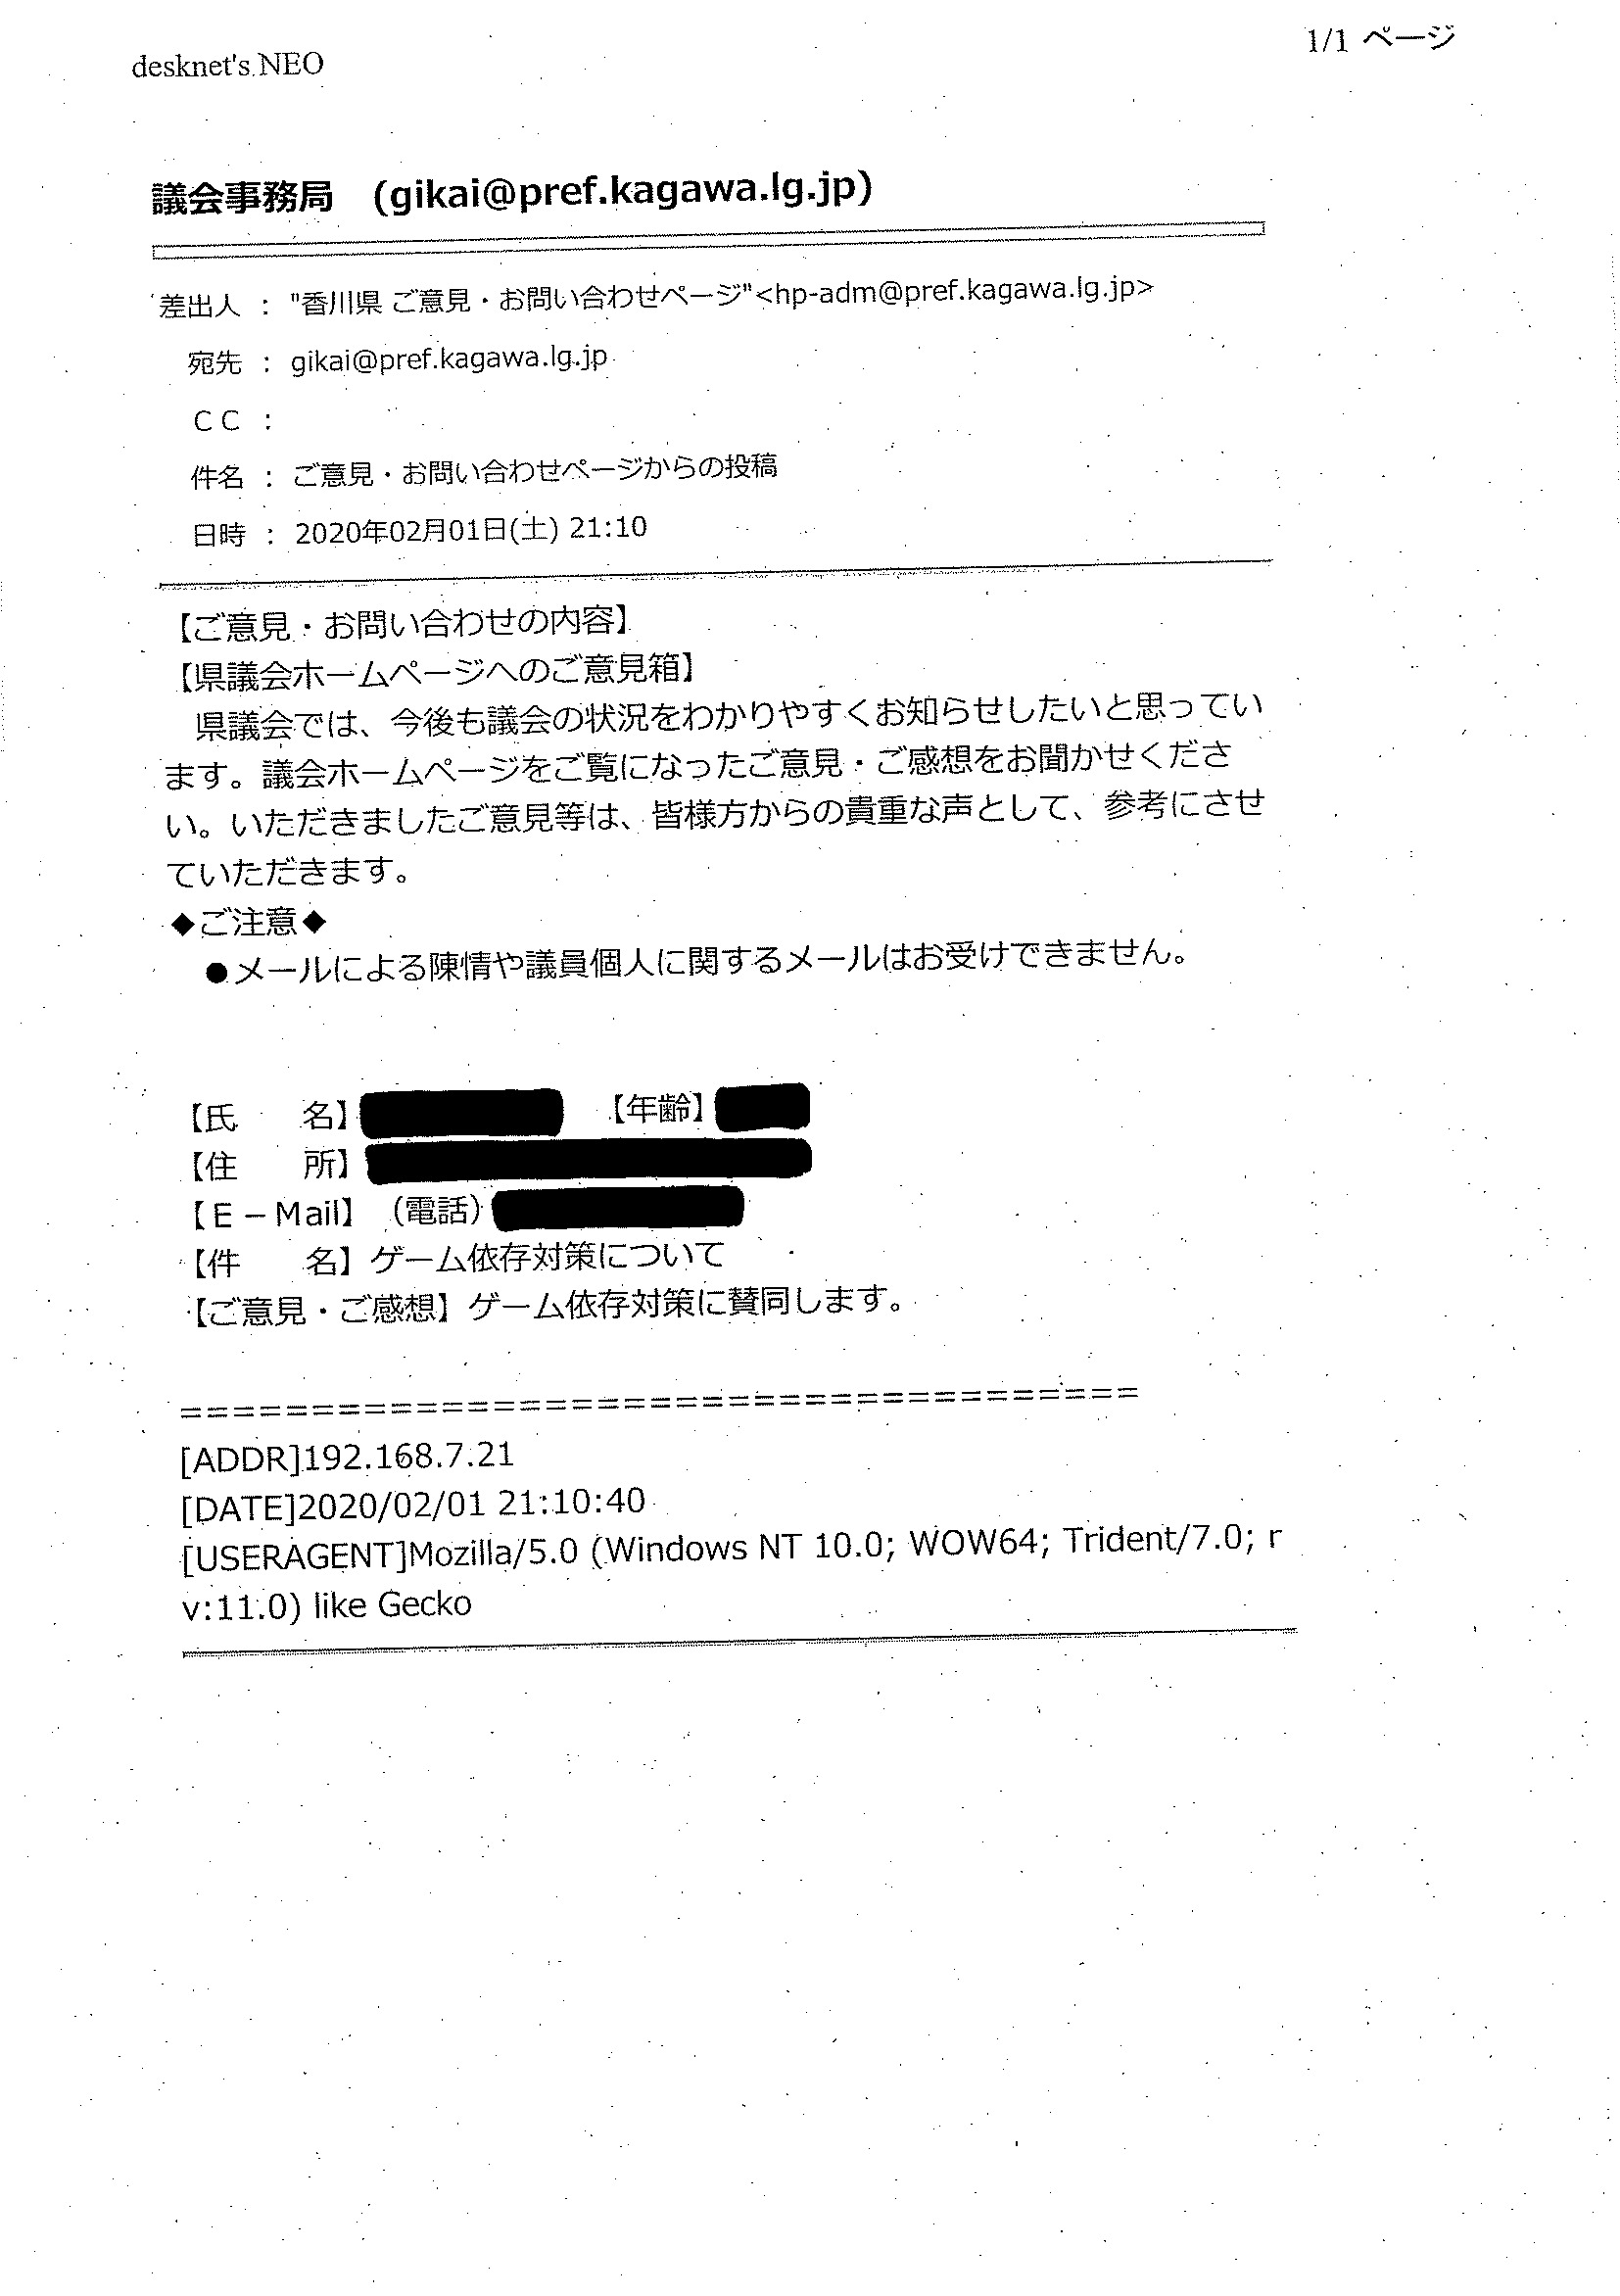 desknet's.NEO
1/1 ページ
議会事務局　(gikai@pref.kagawa.lg.jp)
差出人 ： "香川県 ご意見・お問い合わせページ"<hp-adm@pref.kagawa.lg.jp>
宛先 ： gikai@pref.kagawa.lg.jp
ＣＣ ：
件名 ： ご意見・お問い合わせページからの投稿
日時 ： 2020年02月01日(土) 21:10
【ご意見・お問い合わせの内容】
【県議会ホームページへのご意見箱】
　県議会では、今後も議会の状況をわかりやすくお知らせしたいと思ってい
ます。議会ホームページをご覧になったご意見・ご感想をお聞かせくださ
い。いただきましたご意見等は、皆様方からの貴重な声として、参考にさせ
ていただきます。
◆ご注意◆
　●メールによる陳情や議員個人に関するメールはお受けできません。
【氏　　名】　【年齢】
【住　　所】
【Ｅ－Mail】（電話）
【件　　名】ゲーム依存対策について
【ご意見・ご感想】ゲーム依存対策に賛同します。
=====================================
[ADDR]192.168.7.21
[DATE]2020/02/01 21:10:40
[USERAGENT]Mozilla/5.0 (Windows NT 10.0; WOW64; Trident/7.0; r
v:11.0) like Gecko